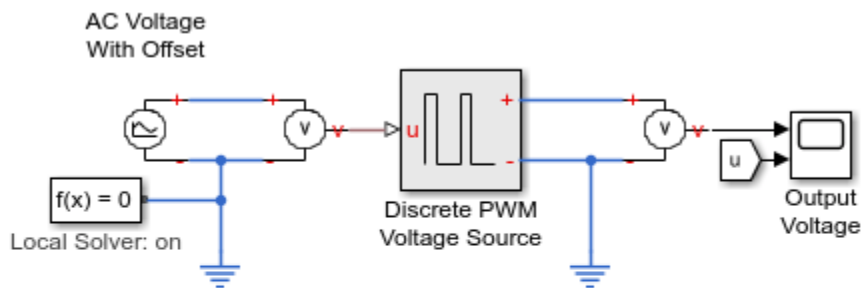 AC Voltage
With Offset
+ + V v
- -
f(x) = 0
Local Solver: on
u + -
Discrete PWM
Voltage Source
+ V v
-
u
Output
Voltage